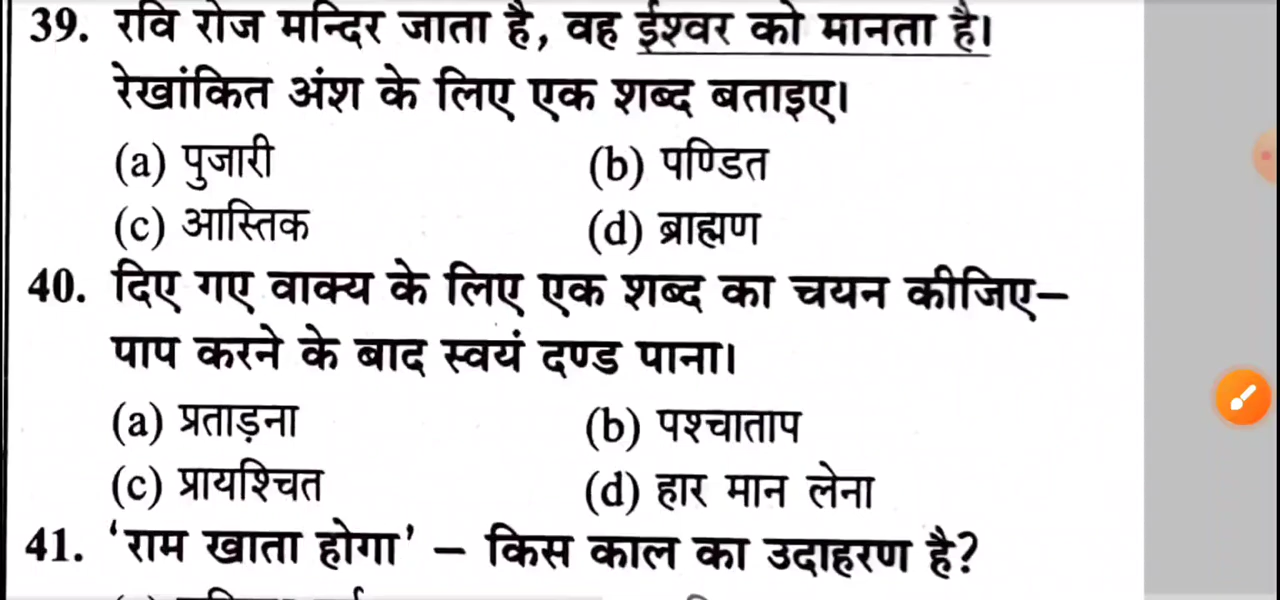 39. रवि रोज मन्दिर जाता है, वह ईश्वर को मानता है।
रेखांकित अंश के लिए एक शब्द बताइए।
(a) पुजारी (b) पण्डित
(c) आस्तिक (d) ब्राह्मण
40. दिए गए वाक्य के लिए एक शब्द का चयन कीजिए–
पाप करने के बाद स्वयं दण्ड पाना।
(a) प्रताड़ना (b) पश्चाताप
(c) प्रायश्चित (d) हार मान लेना
41. 'राम खाता होगा' – किस काल का उदाहरण है?